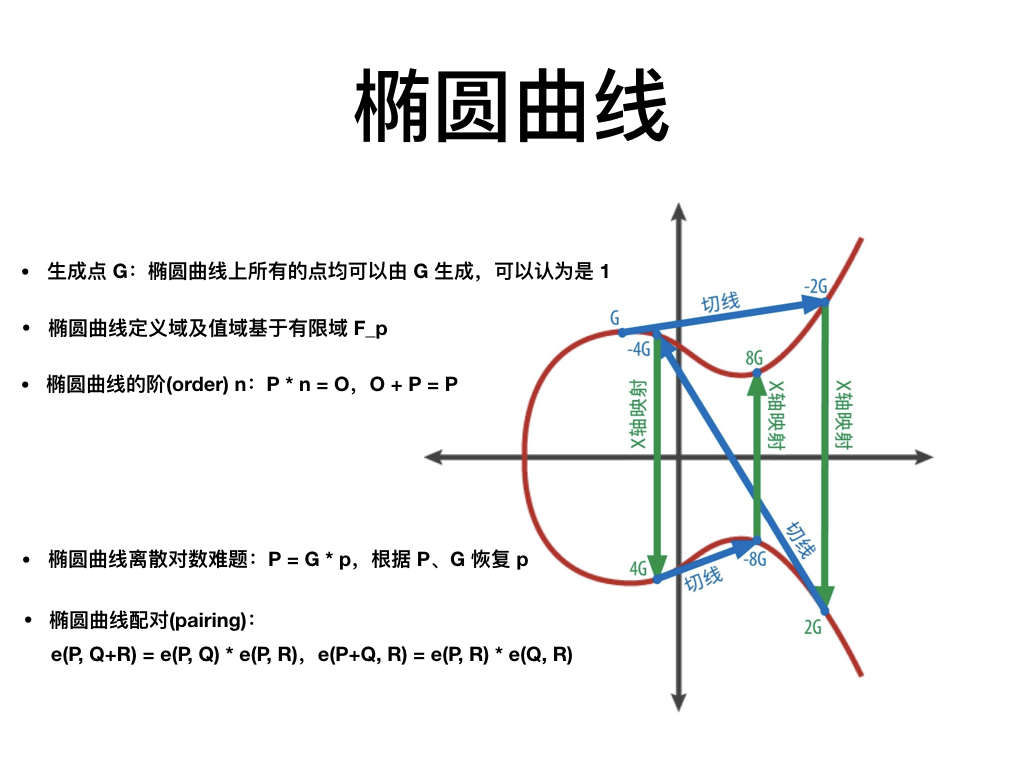 椭圆曲线
• 生成点 G：椭圆曲线上所有的点均可以由 G 生成，可以认为是 1
• 椭圆曲线定义域及值域基于有限域 F_p
• 椭圆曲线的阶(order) n：P * n = O，O + P = P
• 椭圆曲线离散对数难题：P = G * p，根据 P、G 恢复 p
• 椭圆曲线配对(pairing)：
e(P, Q+R) = e(P, Q) * e(P, R)，e(P+Q, R) = e(P, R) * e(Q, R)
-2G
切线
G
-4G
8G
X轴映射
X轴映射
X轴映射
切线
-8G
4G
切线
2G